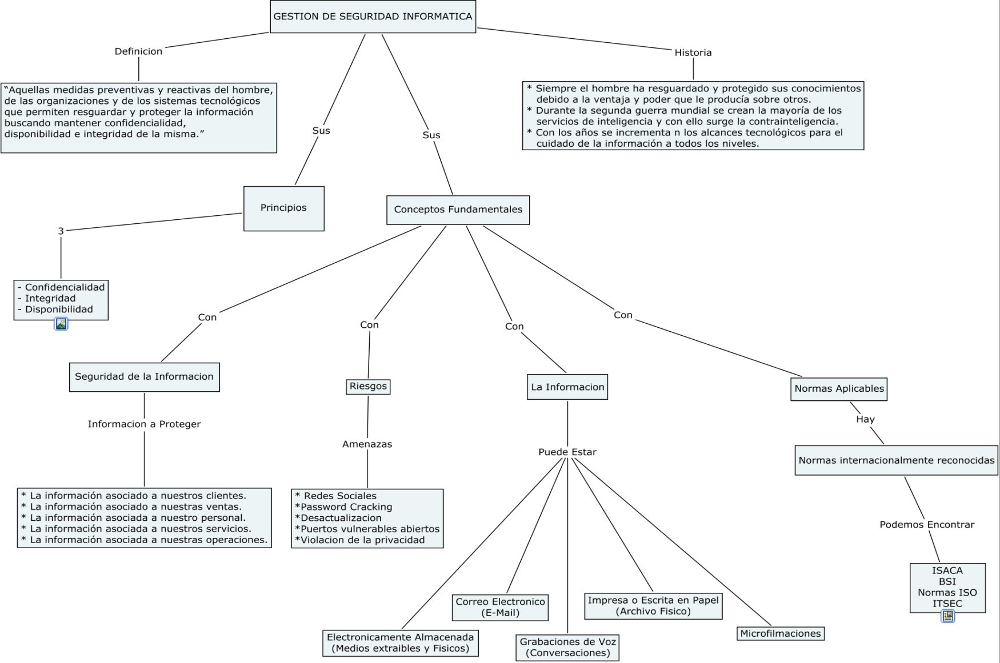 GESTION DE SEGURIDAD INFORMATICA
Definicion
Historia
“Aquellas medidas preventivas y reactivas del hombre,
de las organizaciones y de los sistemas tecnológicos
que permiten resguardar y proteger la información
buscando mantener confidencialidad,
disponibilidad e integridad de la misma.”
* Siempre el hombre ha resguardado y protegido sus conocimientos
debido a la ventaja y poder que le producía sobre otros.
* Durante la segunda guerra mundial se crean la mayoría de los
servicios de inteligencia y con ello surge la contrainteligencia.
* Con los años se incrementa n los alcances tecnológicos para el
cuidado de la información a todos los niveles.
Sus
Sus
Principios
Conceptos Fundamentales
3
- Confidencialidad
- Integridad
- Disponibilidad
Con
Con
Con
Con
Seguridad de la Informacion
Riesgos
La Informacion
Normas Aplicables
Informacion a Proteger
Amenazas
Puede Estar
Hay
Normas internacionalmente reconocidas
* La información asociado a nuestros clientes.
* La información asociado a nuestras ventas.
* La información asociada a nuestro personal.
* La información asociada a nuestros servicios.
* La información asociada a nuestras operaciones.
* Redes Sociales
*Password Cracking
*Desactualizacion
*Puertos vulnerables abiertos
*Violacion de la privacidad
Podemos Encontrar
ISACA
BSI
Normas ISO
ITSEC
Correo Electronico
(E-Mail)
Impresa o Escrita en Papel
(Archivo Fisico)
Electronicamente Almacenada
(Medios extraibles y Fisicos)
Grabaciones de Voz
(Conversaciones)
Microfilmaciones